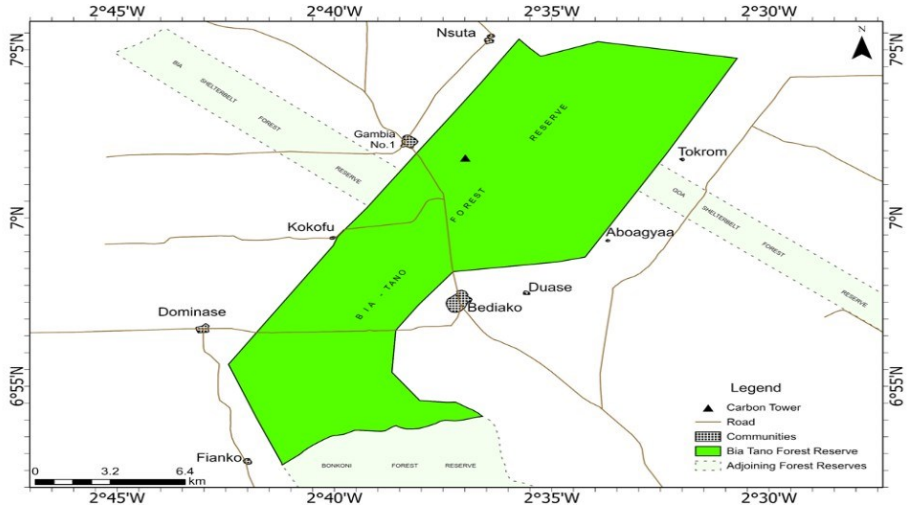 2°45'W 2°40'W 2°35'W 2°30'W
7°5'N
7°5'N
Nsuta
N
BIA SHELTERBELT FOREST RESERVE
Gambia
No.1
BIA - TANO FOREST RESERVE
Tokrom
GOA SHELTERBELT FOREST RESERVE
7°0'N
7°0'N
Kokofu
Aboagyaa
Duase
Bediako
Dominase
6°55'N
6°55'N
Legend
Carbon Tower
Road
Communities
Bia Tano Forest Reserve
Adjoining Forest Reserves
Fianko
BONKONI FOREST RESERVE
0 3.2 6.4
km
2°45'W 2°40'W 2°35'W 2°30'W